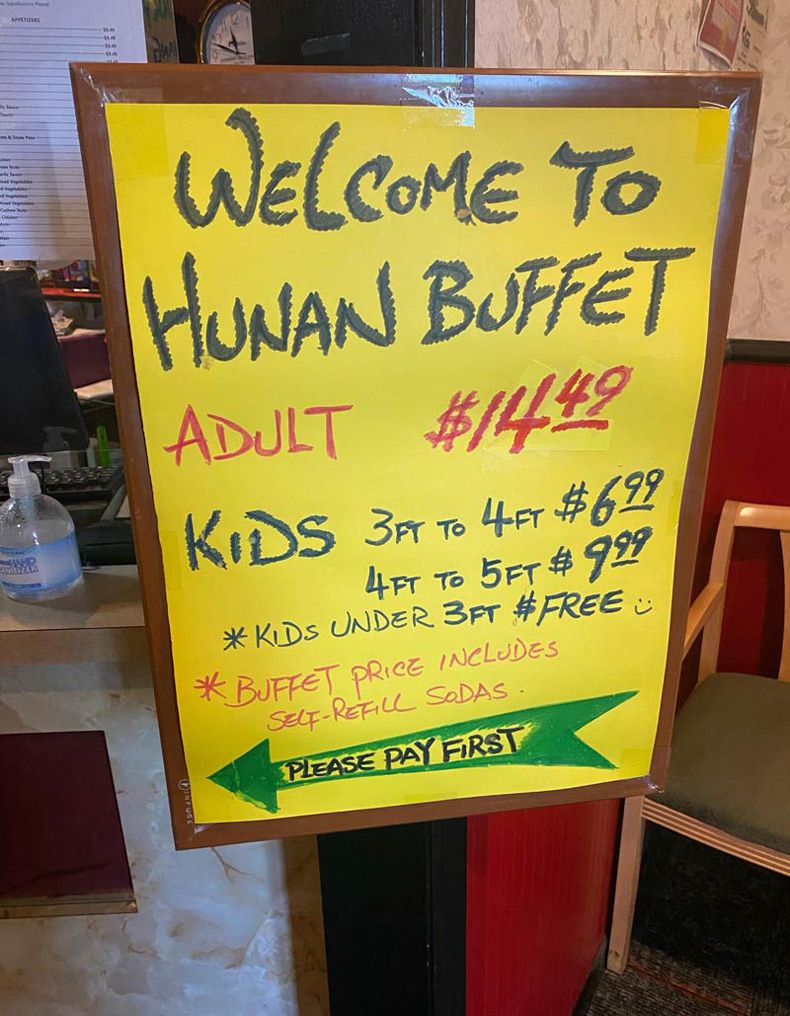 APPETIZERS
WELCOME TO
HUNAN BUFFET
ADULT $14.49
KIDS 3FT TO 4FT $6.99
4FT TO 5FT $9.99
*KIDS UNDER 3FT $FREE
*BUFFET PRICE INCLUDES
SELF-REFILL SODAS.
PLEASE PAY FIRST